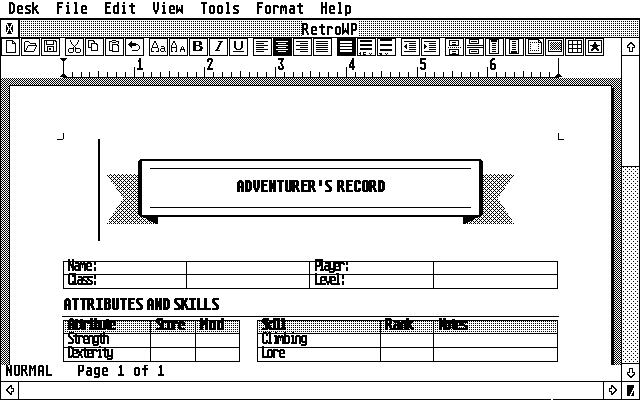 Desk File Edit View Tools Format Help
RetroWP
Aa AA B I U
1 2 3 4 5 6
ADVENTURER'S RECORD
Name: Player:
Class: Level:
ATTRIBUTES AND SKILLS
Attribute Score Mod Skill Rank Notes
Strength Climbing
Dexterity Lore
NORMAL Page 1 of 1